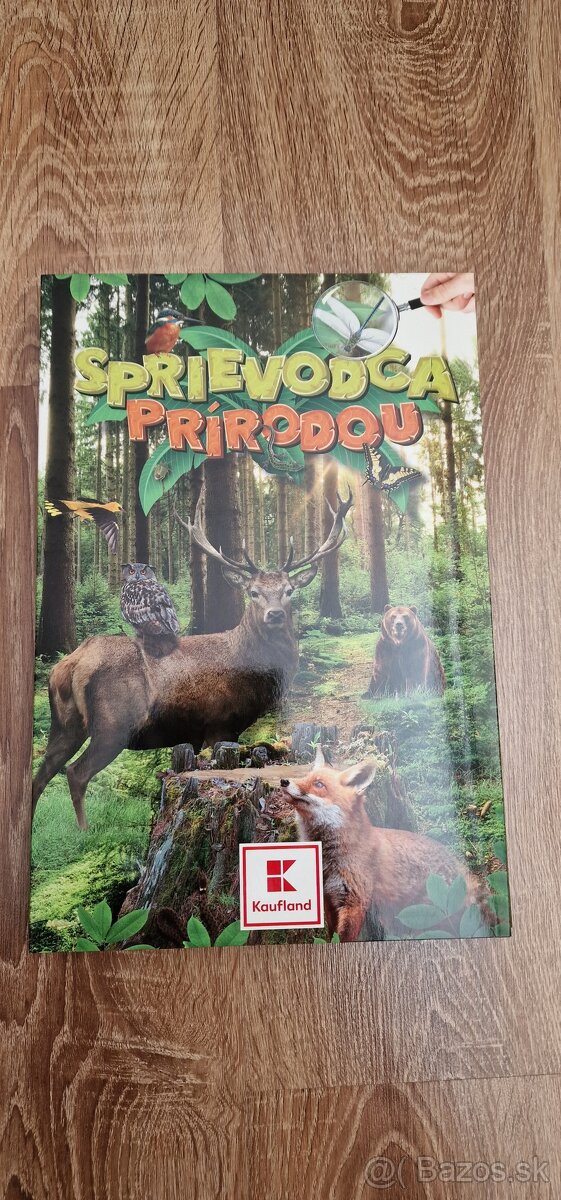 SPRIEVODCA
PRÍRODOU
Kaufland
@( Bazos.sk